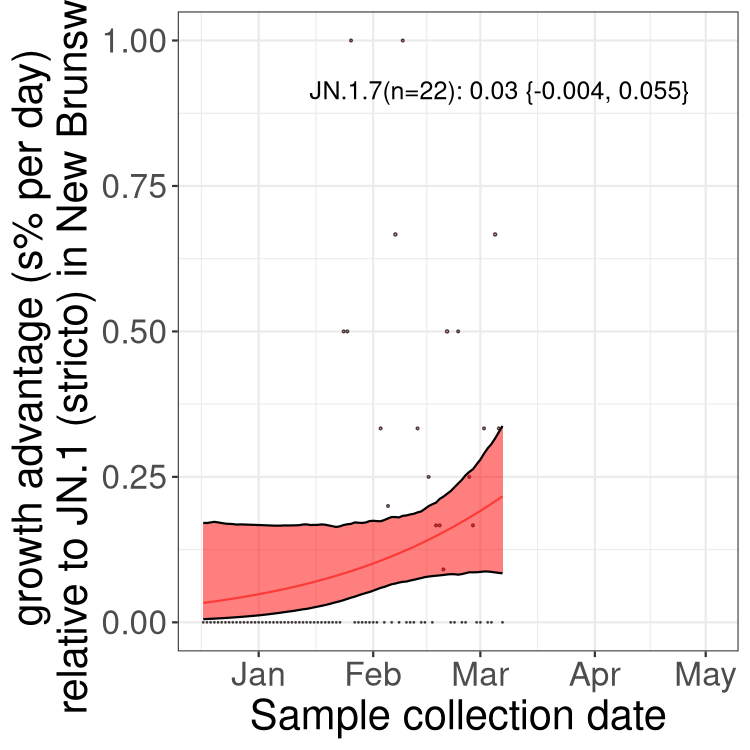 growth advantage (s% per day)
relative to JN.1 (stricto) in New Brunsw
1.00
0.75
0.50
0.25
0.00
JN.1.7(n=22): 0.03 {-0.004, 0.055}
Jan Feb Mar Apr May
Sample collection date